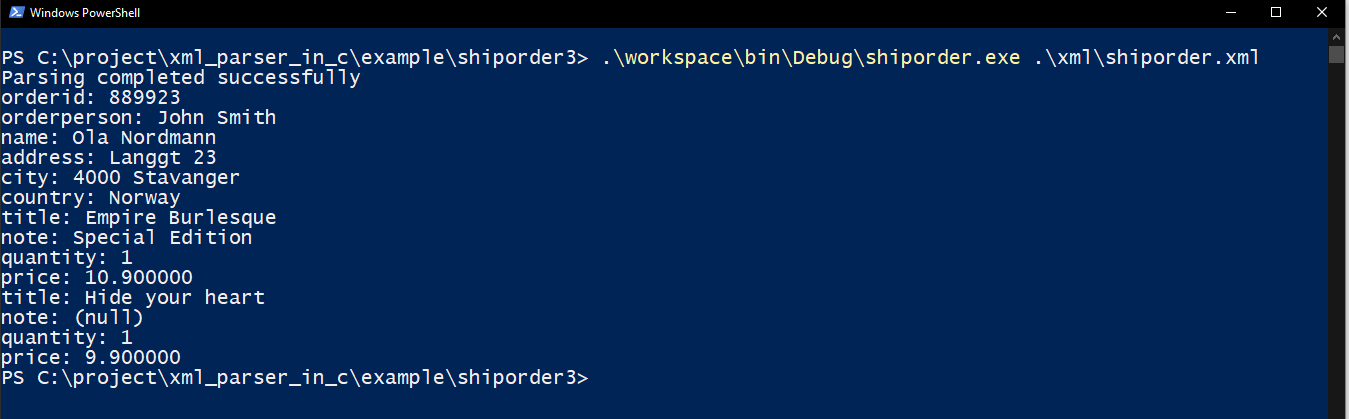 Windows PowerShell
PS C:\project\xml_parser_in_c\example\shiporder3> .\workspace\bin\Debug\shiporder.exe .\xml\shiporder.xml
Parsing completed successfully
orderid: 889923
orderperson: John Smith
name: Ola Nordmann
address: Langgt 23
city: 4000 Stavanger
country: Norway
title: Empire Burlesque
note: Special Edition
quantity: 1
price: 10.900000
title: Hide your heart
note: (null)
quantity: 1
price: 9.900000
PS C:\project\xml_parser_in_c\example\shiporder3>